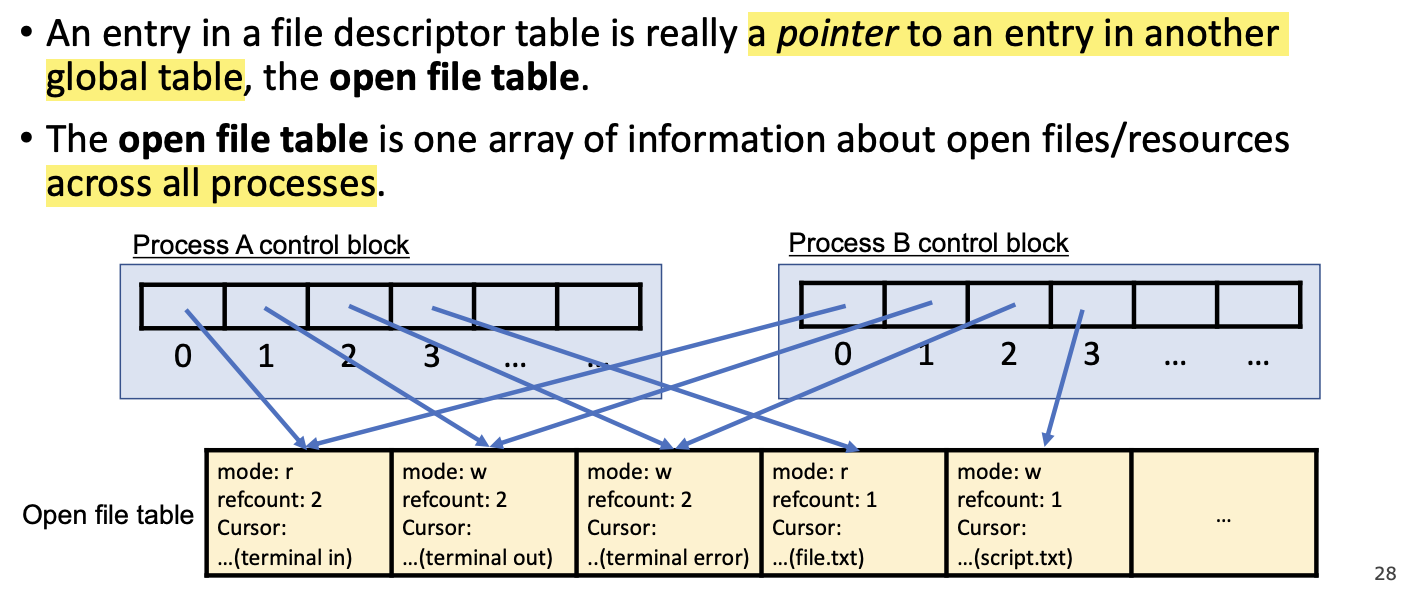 • An entry in a file descriptor table is really a pointer to an entry in another
global table, the open file table.
• The open file table is one array of information about open files/resources
across all processes.
Process A control block
Process B control block
0 1 2 3 ... ...
0 1 2 3 ... ...
Open file table
mode: r
refcount: 2
Cursor:
...(terminal in)
mode: w
refcount: 2
Cursor:
...(terminal out)
mode: w
refcount: 2
Cursor:
..(terminal error)
mode: r
refcount: 1
Cursor:
...(file.txt)
mode: w
refcount: 1
Cursor:
...(script.txt)
...
28